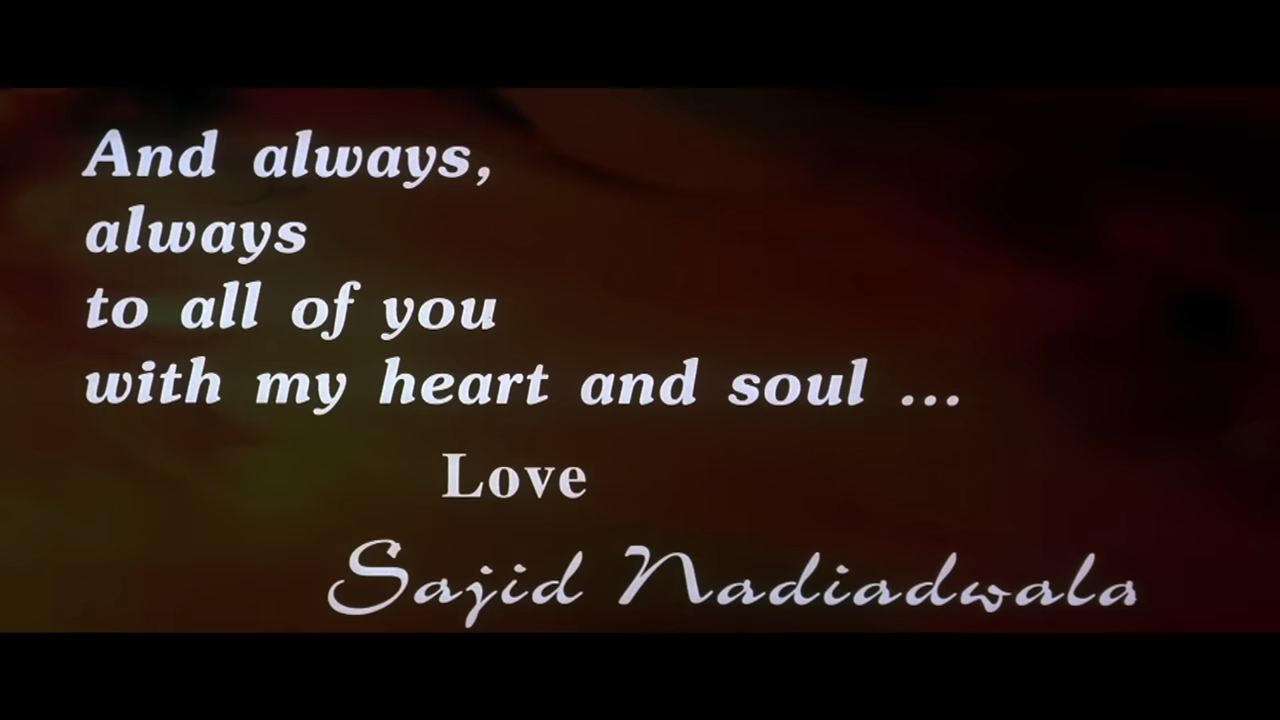 And always,
always
to all of you
with my heart and soul ...
Love
Sajid Nadiadwala